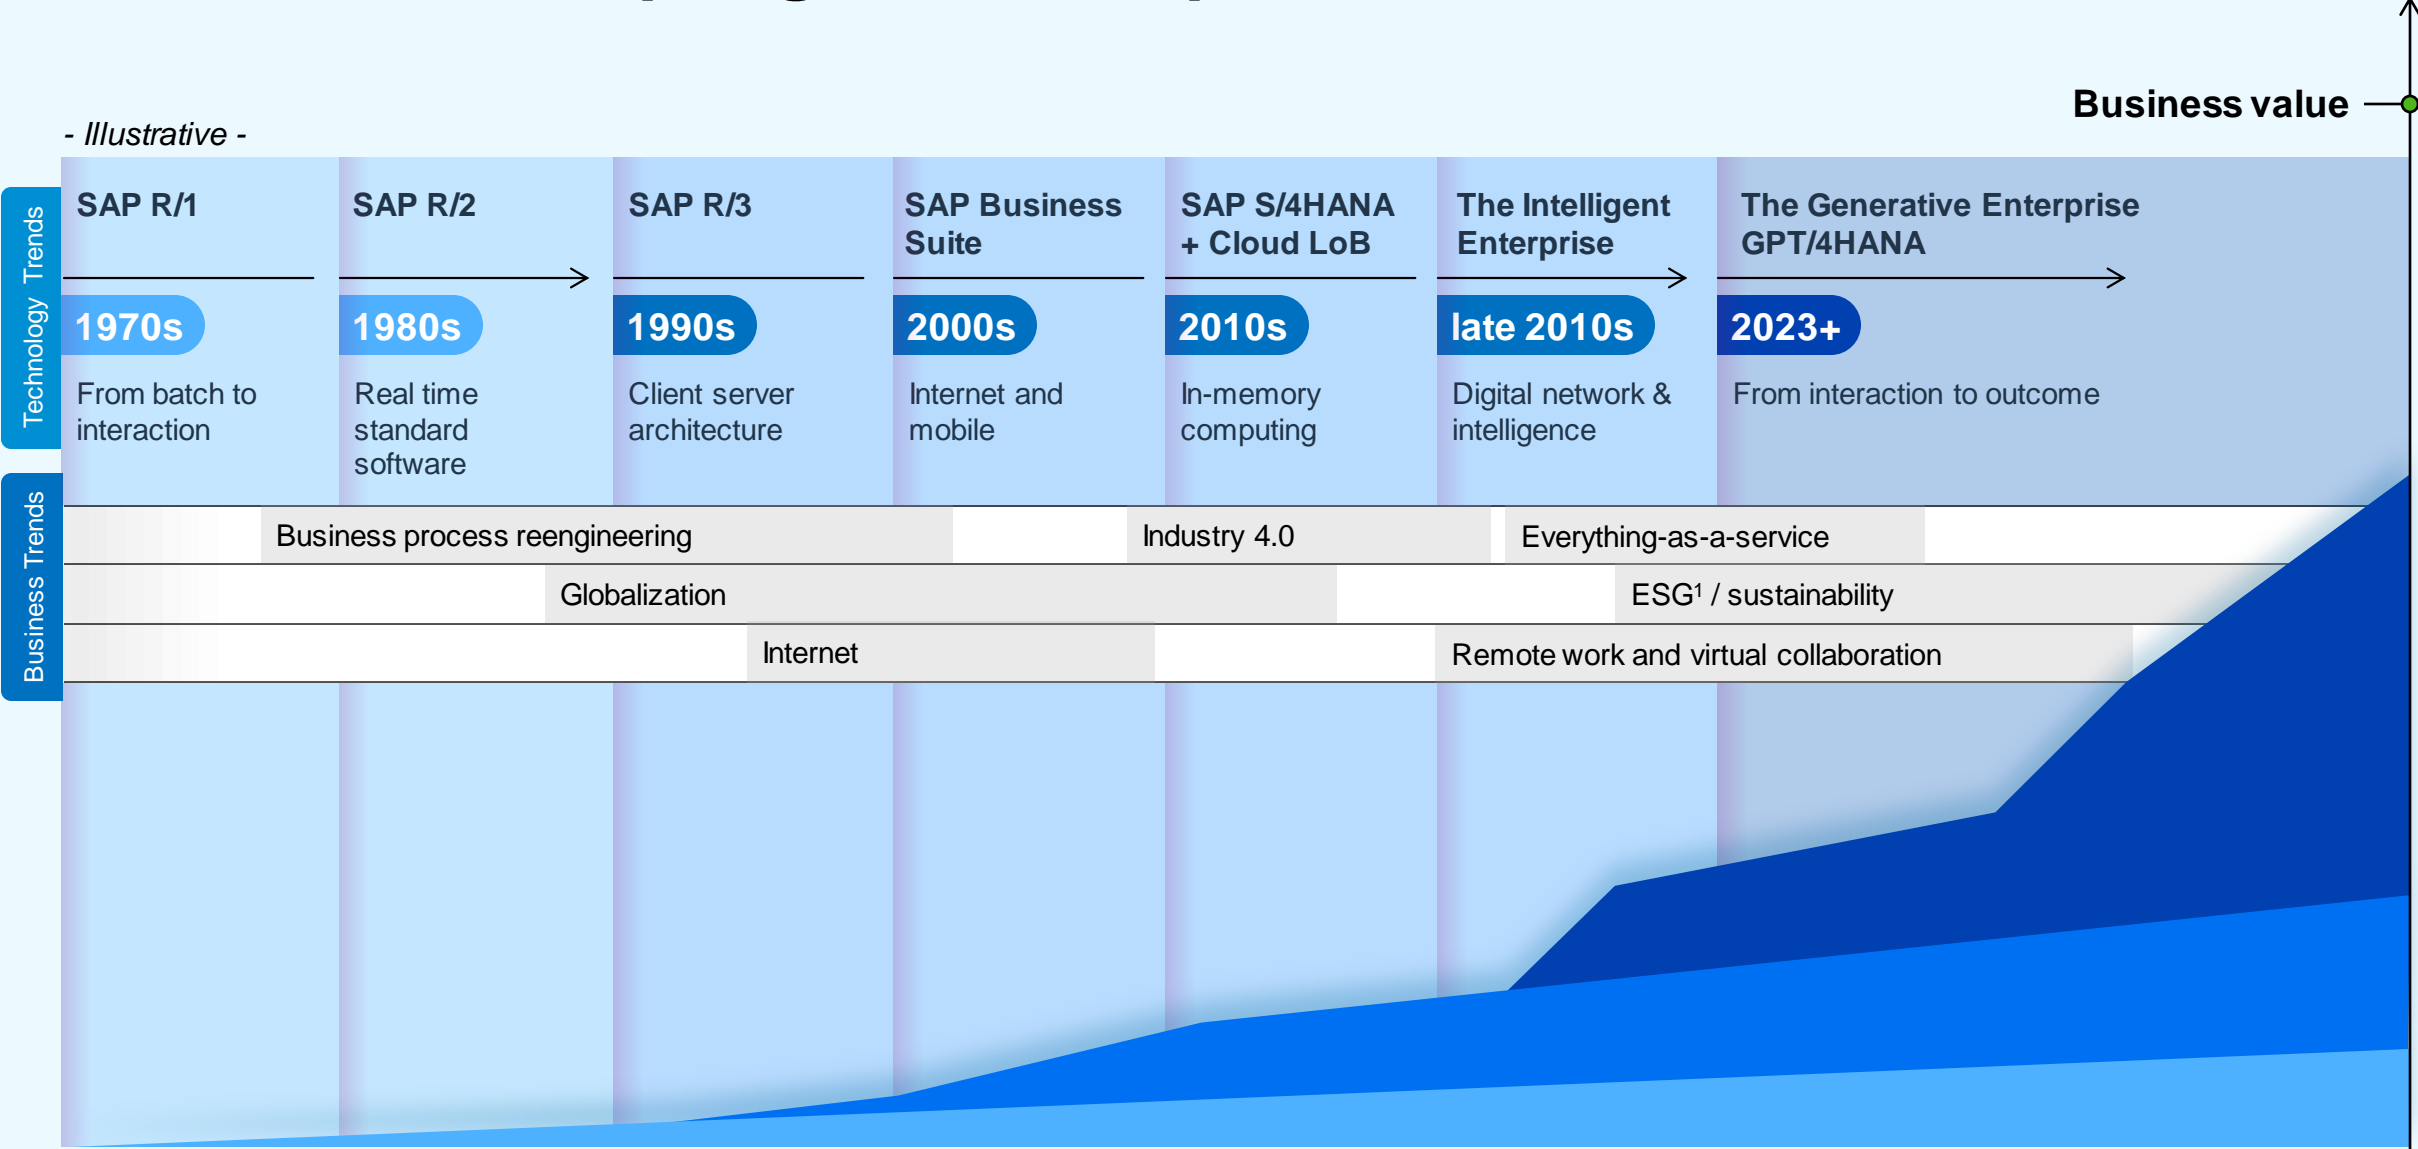 Business value
- Illustrative -
Technology Trends
SAP R/1
1970s
From batch to
interaction
SAP R/2
1980s
Real time
standard
software
SAP R/3
1990s
Client server
architecture
SAP Business
Suite
2000s
Internet and
mobile
SAP S/4HANA
+ Cloud LoB
2010s
In-memory
computing
The Intelligent
Enterprise
late 2010s
Digital network &
intelligence
The Generative Enterprise
GPT/4HANA
2023+
From interaction to outcome
Business Trends
Business process reengineering
Industry 4.0
Everything-as-a-service
Globalization
ESG¹ / sustainability
Internet
Remote work and virtual collaboration